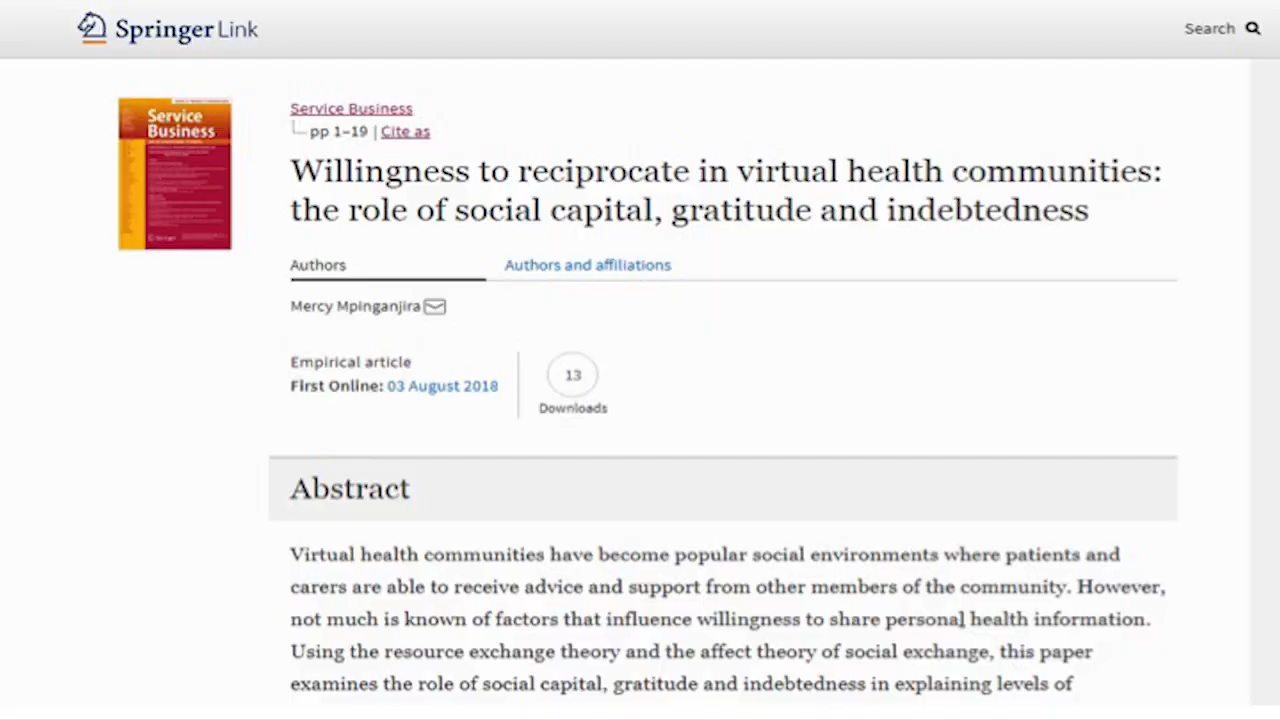 Springer Link
Search
Service Business
Service Business
pp 1–19 | Cite as
Willingness to reciprocate in virtual health communities:
the role of social capital, gratitude and indebtedness
Authors
Authors and affiliations
Mercy Mpinganjira
Empirical article
First Online: 03 August 2018
13
Downloads
Abstract
Virtual health communities have become popular social environments where patients and
carers are able to receive advice and support from other members of the community. However,
not much is known of factors that influence willingness to share personal health information.
Using the resource exchange theory and the affect theory of social exchange, this paper
examines the role of social capital, gratitude and indebtedness in explaining levels of